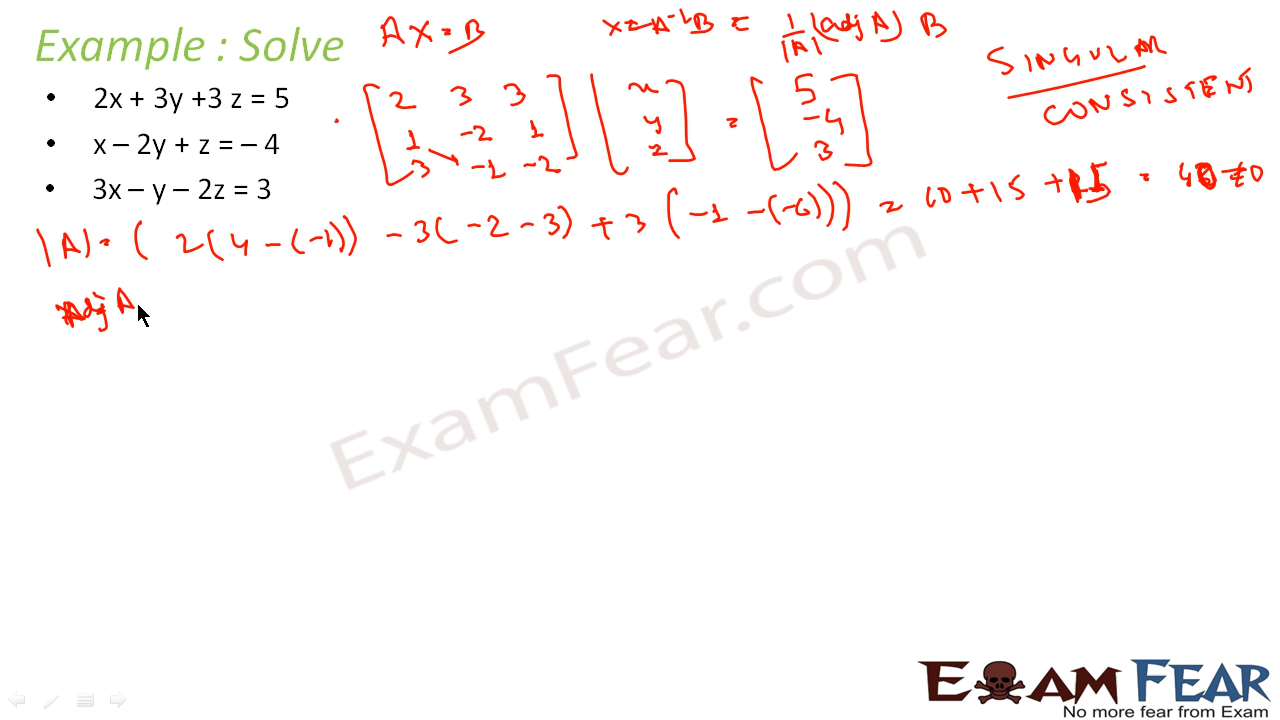 Example : Solve
AX = B
X = A⁻¹B = 1/|A| (adj A) B
• 2x + 3y +3 z = 5
• x – 2y + z = – 4
• 3x – y – 2z = 3
[2 3 3] [x] = [5]
[1 -2 1] [y] [-4]
[3 -1 -2] [z] [3]
SINGULAR
CONSISTENT
|A| = ( 2(4 - (-1)) - 3(-2 - 3) + 3 (-1 - (-6))) = 10 + 15 + 15 = 40 ≠ 0
Adj A
ExamFear.com
EXAM FEAR
No more fear from Exam